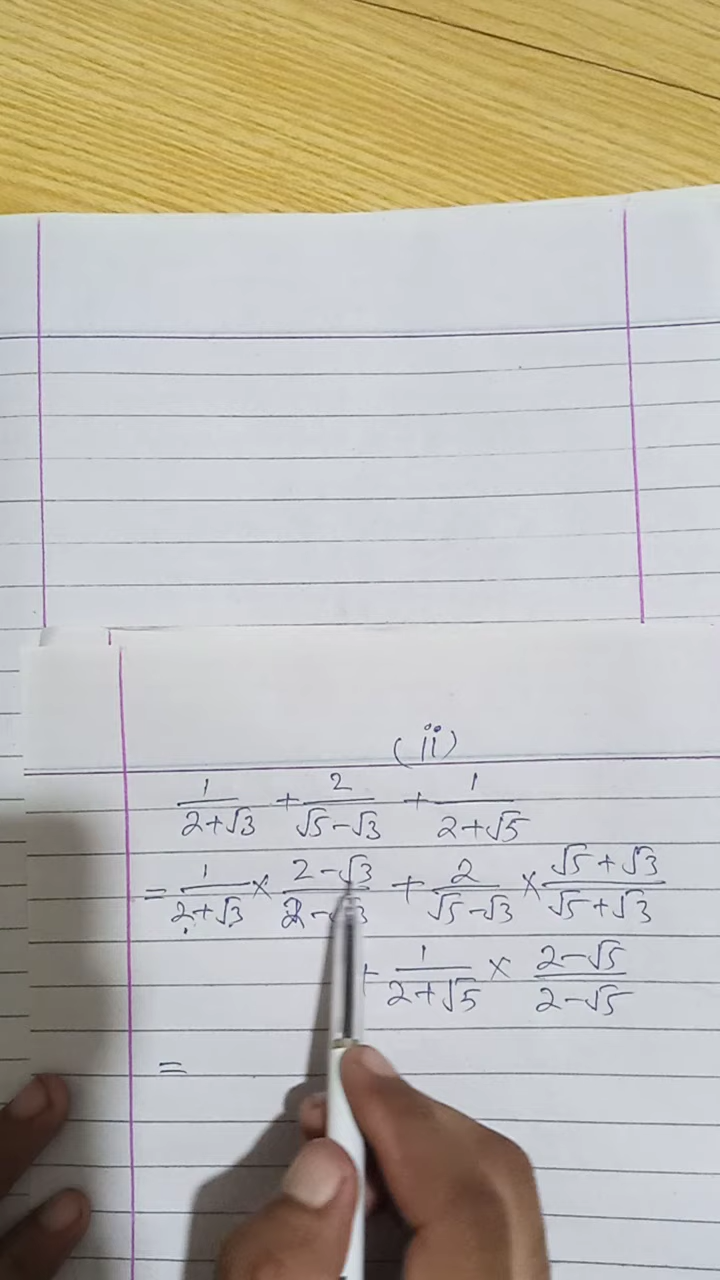 (ii)
1/(2+√3) + 2/(√5-√3) + 1/(2+√5)
= 1/(2+√3) × (2-√3)/(2-√3) + 2/(√5-√3) × (√5+√3)/(√5+√3)
+ 1/(2+√5) × (2-√5)/(2-√5)
=